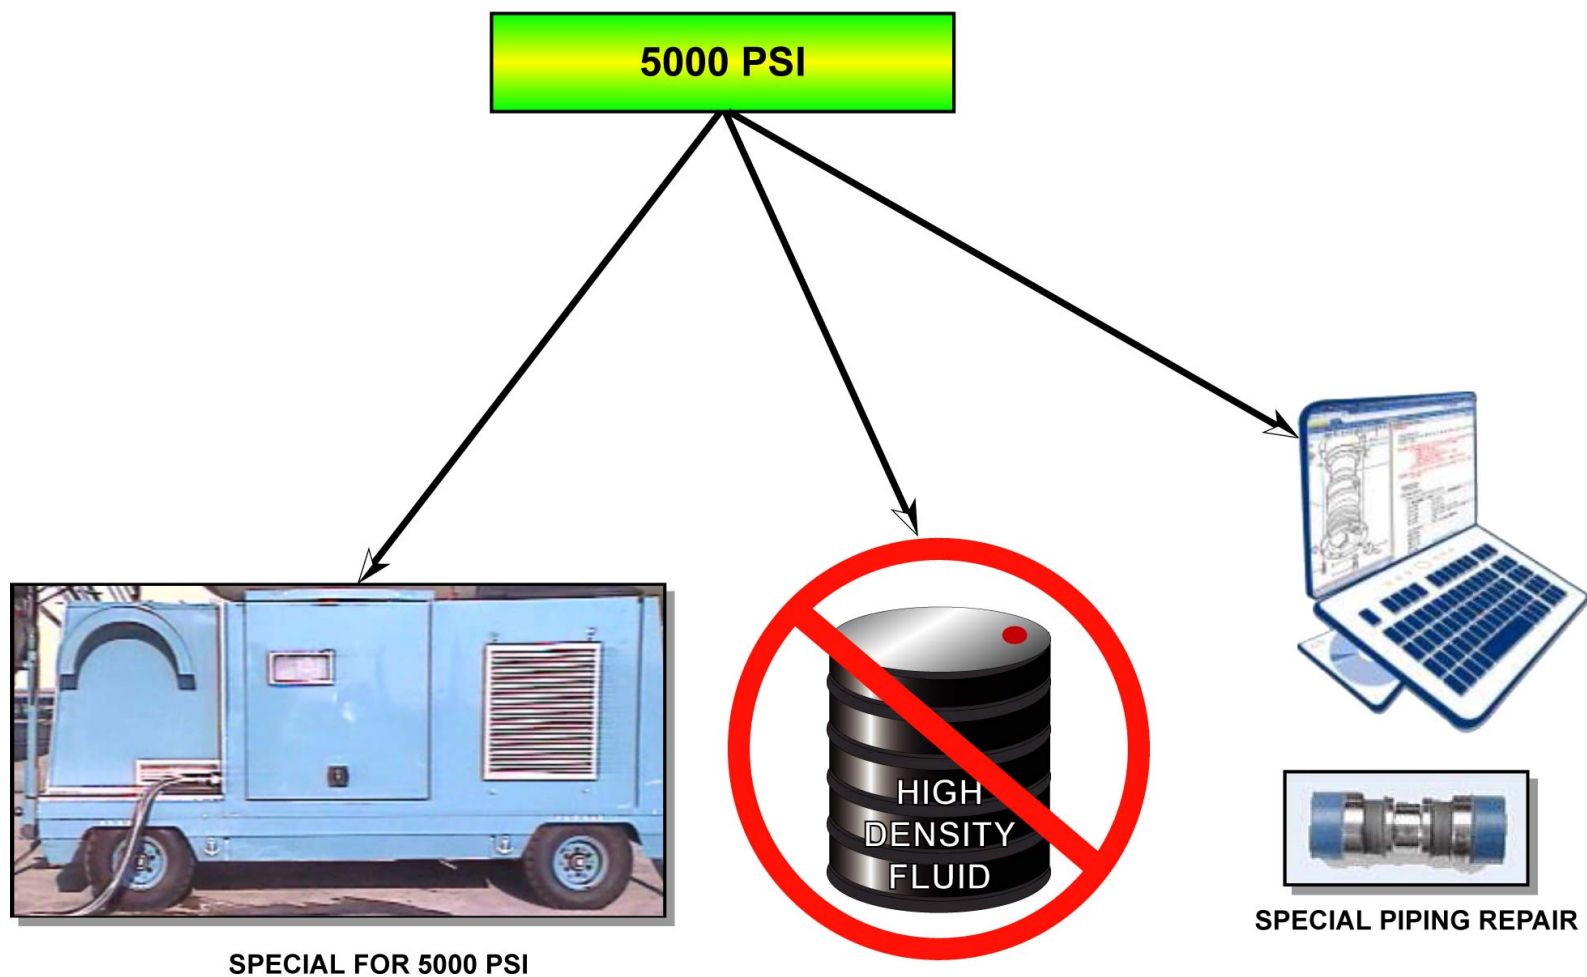 5000 PSI
HIGH
DENSITY
FLUID
SPECIAL PIPING REPAIR
SPECIAL FOR 5000 PSI